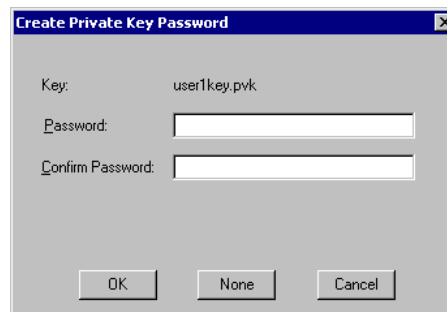 Create Private Key Password
Key: user1key.pvk
Password:
Confirm Password:
OK None Cancel